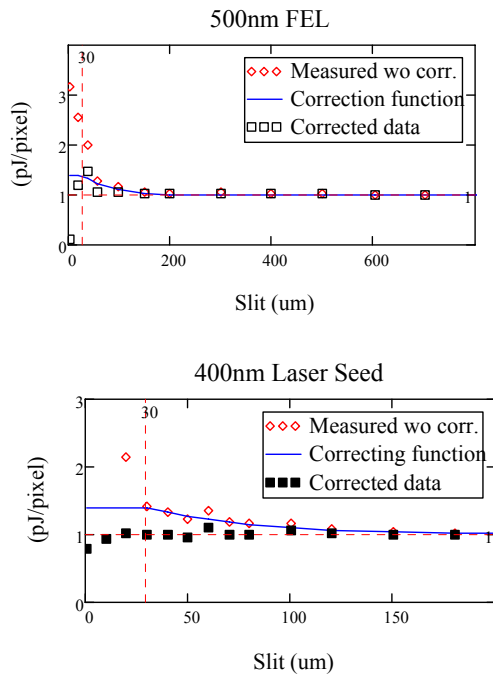 500nm FEL
30
Measured wo corr.
Correction function
Corrected data
(pJ/pixel)
3
2
1
0
1
0 200 400 600
Slit (um)
400nm Laser Seed
30
Measured wo corr.
Correcting function
Corrected data
(pJ/pixel)
3
2
1
0
1
0 50 100 150
Slit (um)